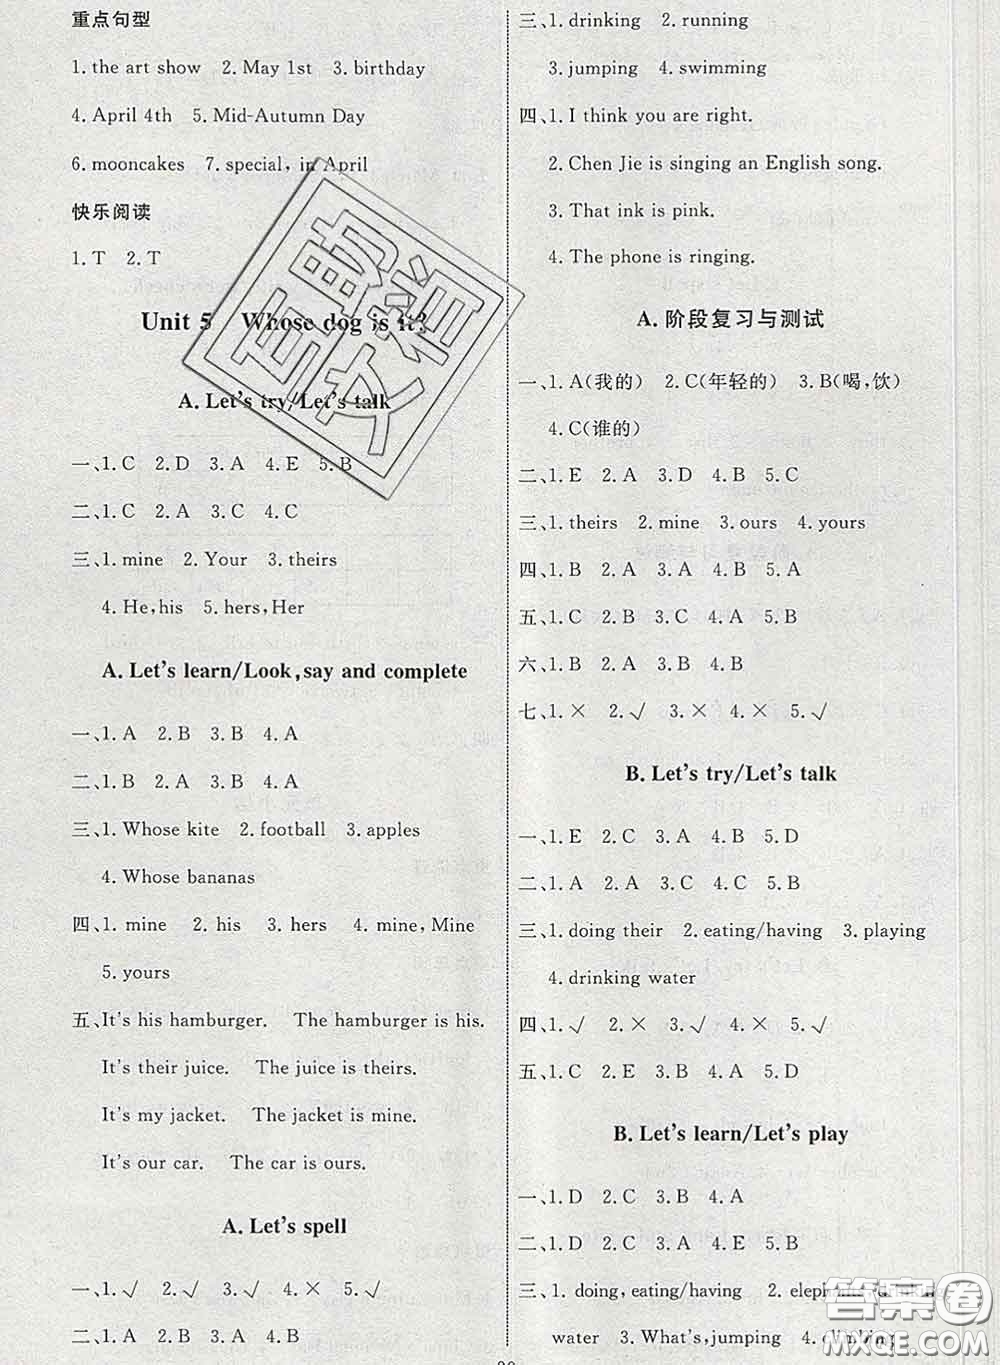 重点句型
1. the art show 2. May 1st 3. birthday
4. April 4th 5. Mid-Autumn Day
6. mooncakes 7. special, in April
快乐阅读
1. T 2. T
Unit 5 Whose dog is it?
A. Let's try/Let's talk
一、1. C 2. D 3. A 4. E 5. B
二、1. C 2. A 3. C 4. C
三、1. mine 2. Your 3. theirs
4. He, his 5. hers, Her
A. Let's learn/Look, say and complete
一、1. A 2. B 3. B 4. A
二、1. B 2. B 3. B 4. A
三、1. Whose kite 2. football 3. apples
4. Whose bananas
四、1. mine 2. his 3. hers 4. mine, Mine
5. yours
五、It's his hamburger. The hamburger is his.
It's their juice. The juice is theirs.
It's my jacket. The jacket is mine.
It's our car. The car is ours.
A. Let's spell
一、1. √ 2. √ 3. √ 4. × 5. √
二、1. A 2. A 3. A 4. B
三、1. drinking 2. running
3. jumping 4. swimming
四、1. I think you are right.
2. Chen Jie is singing an English song.
3. That ink is pink.
4. The phone is ringing.
A. 阶段复习与测试
一、1. A(我的) 2. C(年轻的) 3. B(喝,饮)
4. C(谁的)
二、1. E 2. A 3. D 4. B 5. C
三、1. theirs 2. mine 3. ours 4. yours
四、1. B 2. A 3. A 4. B 5. A
五、1. C 2. B 3. C 4. A 5. B
六、1. B 2. A 3. B 4. B
七、1. × 2. √ 3. × 4. × 5. √
B. Let's try/Let's talk
一、1. E 2. C 3. A 4. B 5. D
二、1. A 2. A 3. A 4. B 5. B
三、1. doing their 2. eating/having 3. playing
4. drinking water
四、1. √ 2. × 3. √ 4. × 5. √
五、1. C 2. E 3. B 4. A 5. D
B. Let's learn/Let's play
一、1. D 2. C 3. B 4. A
二、1. D 2. C 3. A 4. E 5. B
三、1. doing, eating/having 2.
water 3. What's, jumping 4. climbing
百助文档
答案圈
MXQE.COM